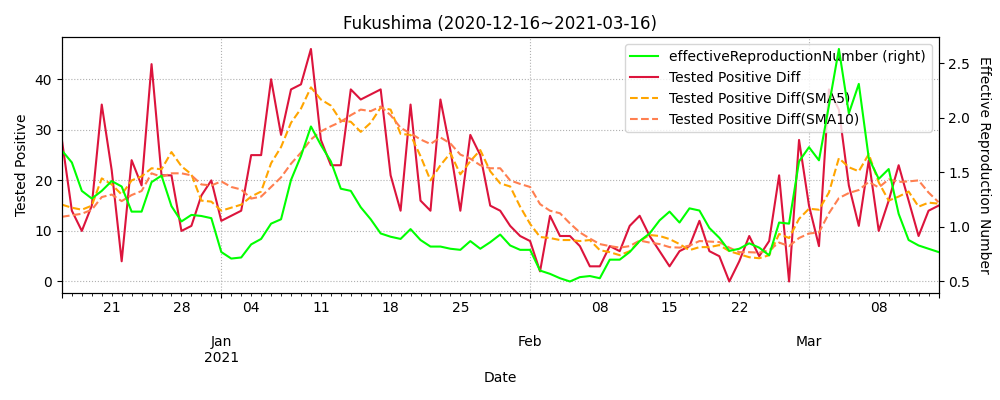 Fukushima (2020-12-16~2021-03-16)
effectiveReproductionNumber (right)
Tested Positive Diff
Tested Positive Diff(SMA5)
Tested Positive Diff(SMA10)
Tested Positive
40
30
20
10
0
Effective Reproduction Number
2.5
2.0
1.5
1.0
0.5
21 28 04 11 18 25 08 15 22 08
Jan Feb Mar
2021
Date